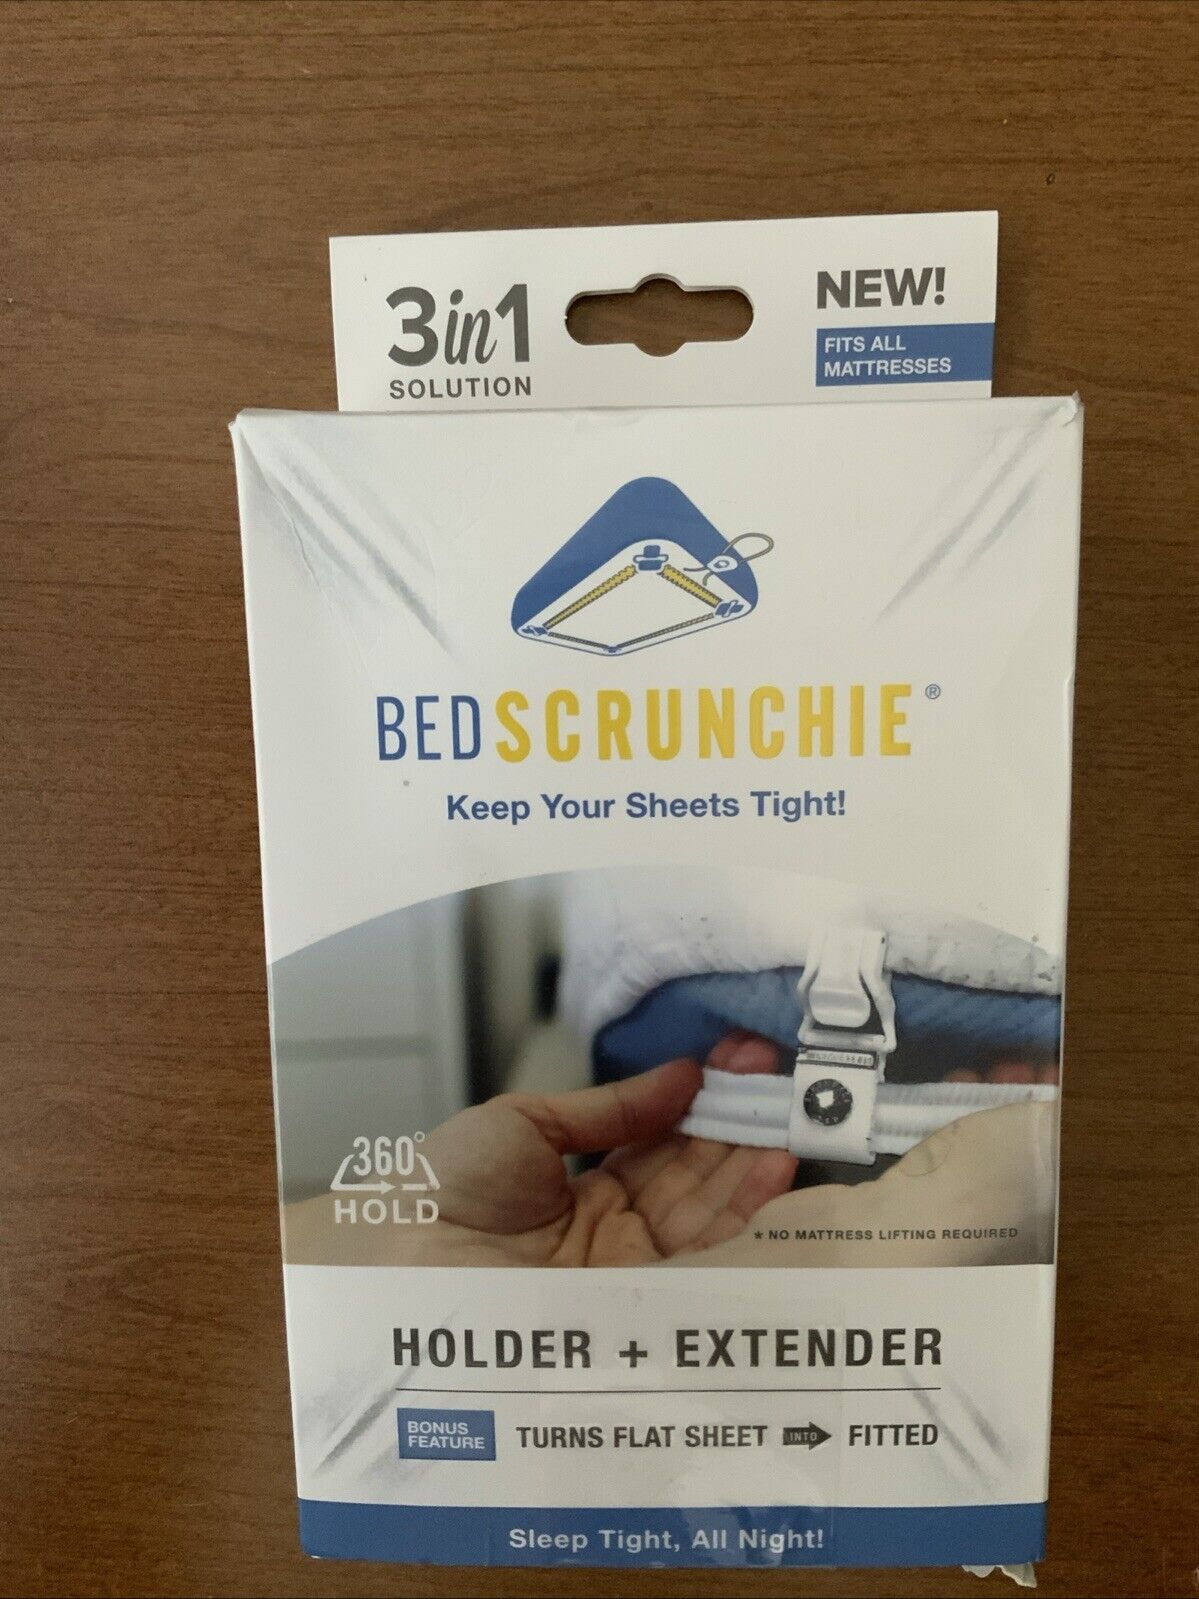 3in1
SOLUTION
NEW!
FITS ALL
MATTRESSES
BEDSCRUNCHIE®
Keep Your Sheets Tight!
360°
HOLD
* NO MATTRESS LIFTING REQUIRED
HOLDER + EXTENDER
BONUS
FEATURE
TURNS FLAT SHEET INTO FITTED
Sleep Tight, All Night!